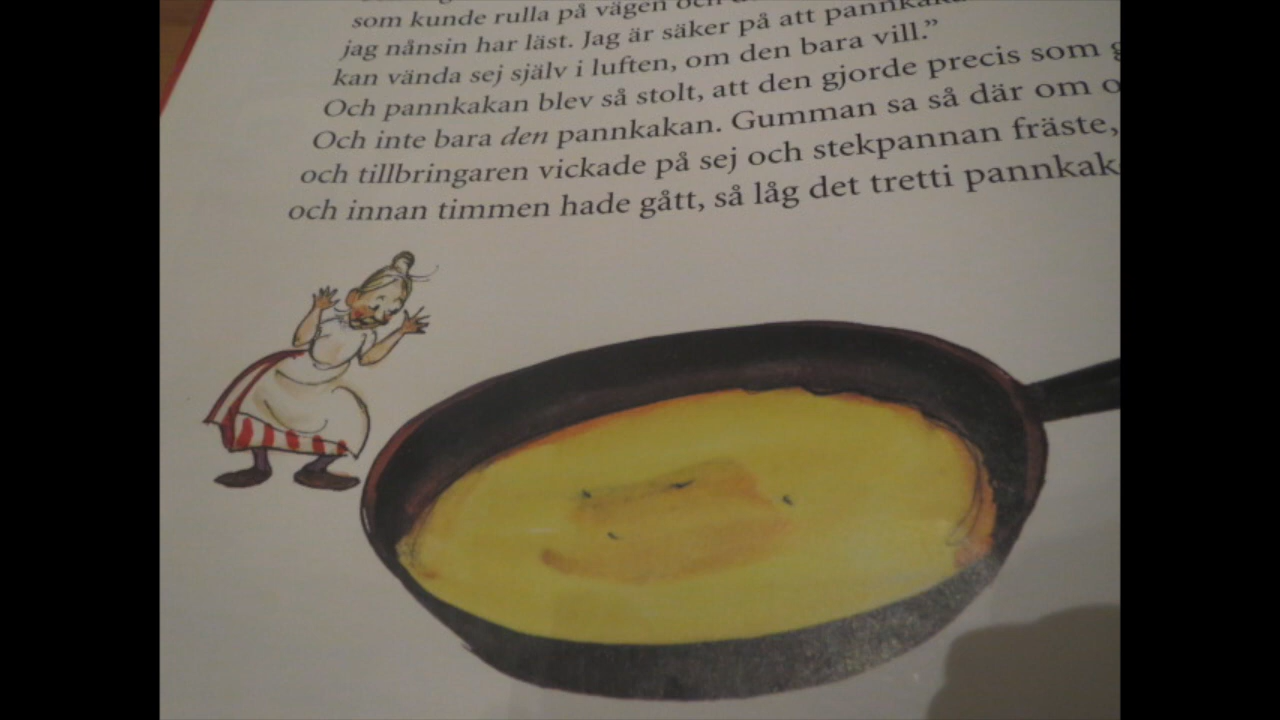 som kunde rulla på vägen och
jag nånsin har läst. Jag är säker på att
kan vända sej själv i luften, om den bara vill.”
Och pannkakan blev så stolt, att den gjorde precis som
Och inte bara den pannkakan. Gumman sa så där om
och tillbringaren vickade på sej och stekpannan fräste,
och innan timmen hade gått, så låg det tretti pannkak